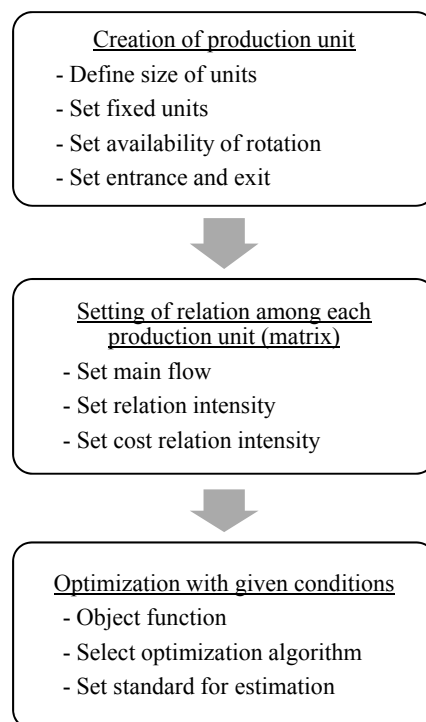 Creation of production unit
- Define size of units
- Set fixed units
- Set availability of rotation
- Set entrance and exit
Setting of relation among each
production unit (matrix)
- Set main flow
- Set relation intensity
- Set cost relation intensity
Optimization with given conditions
- Object function
- Select optimization algorithm
- Set standard for estimation